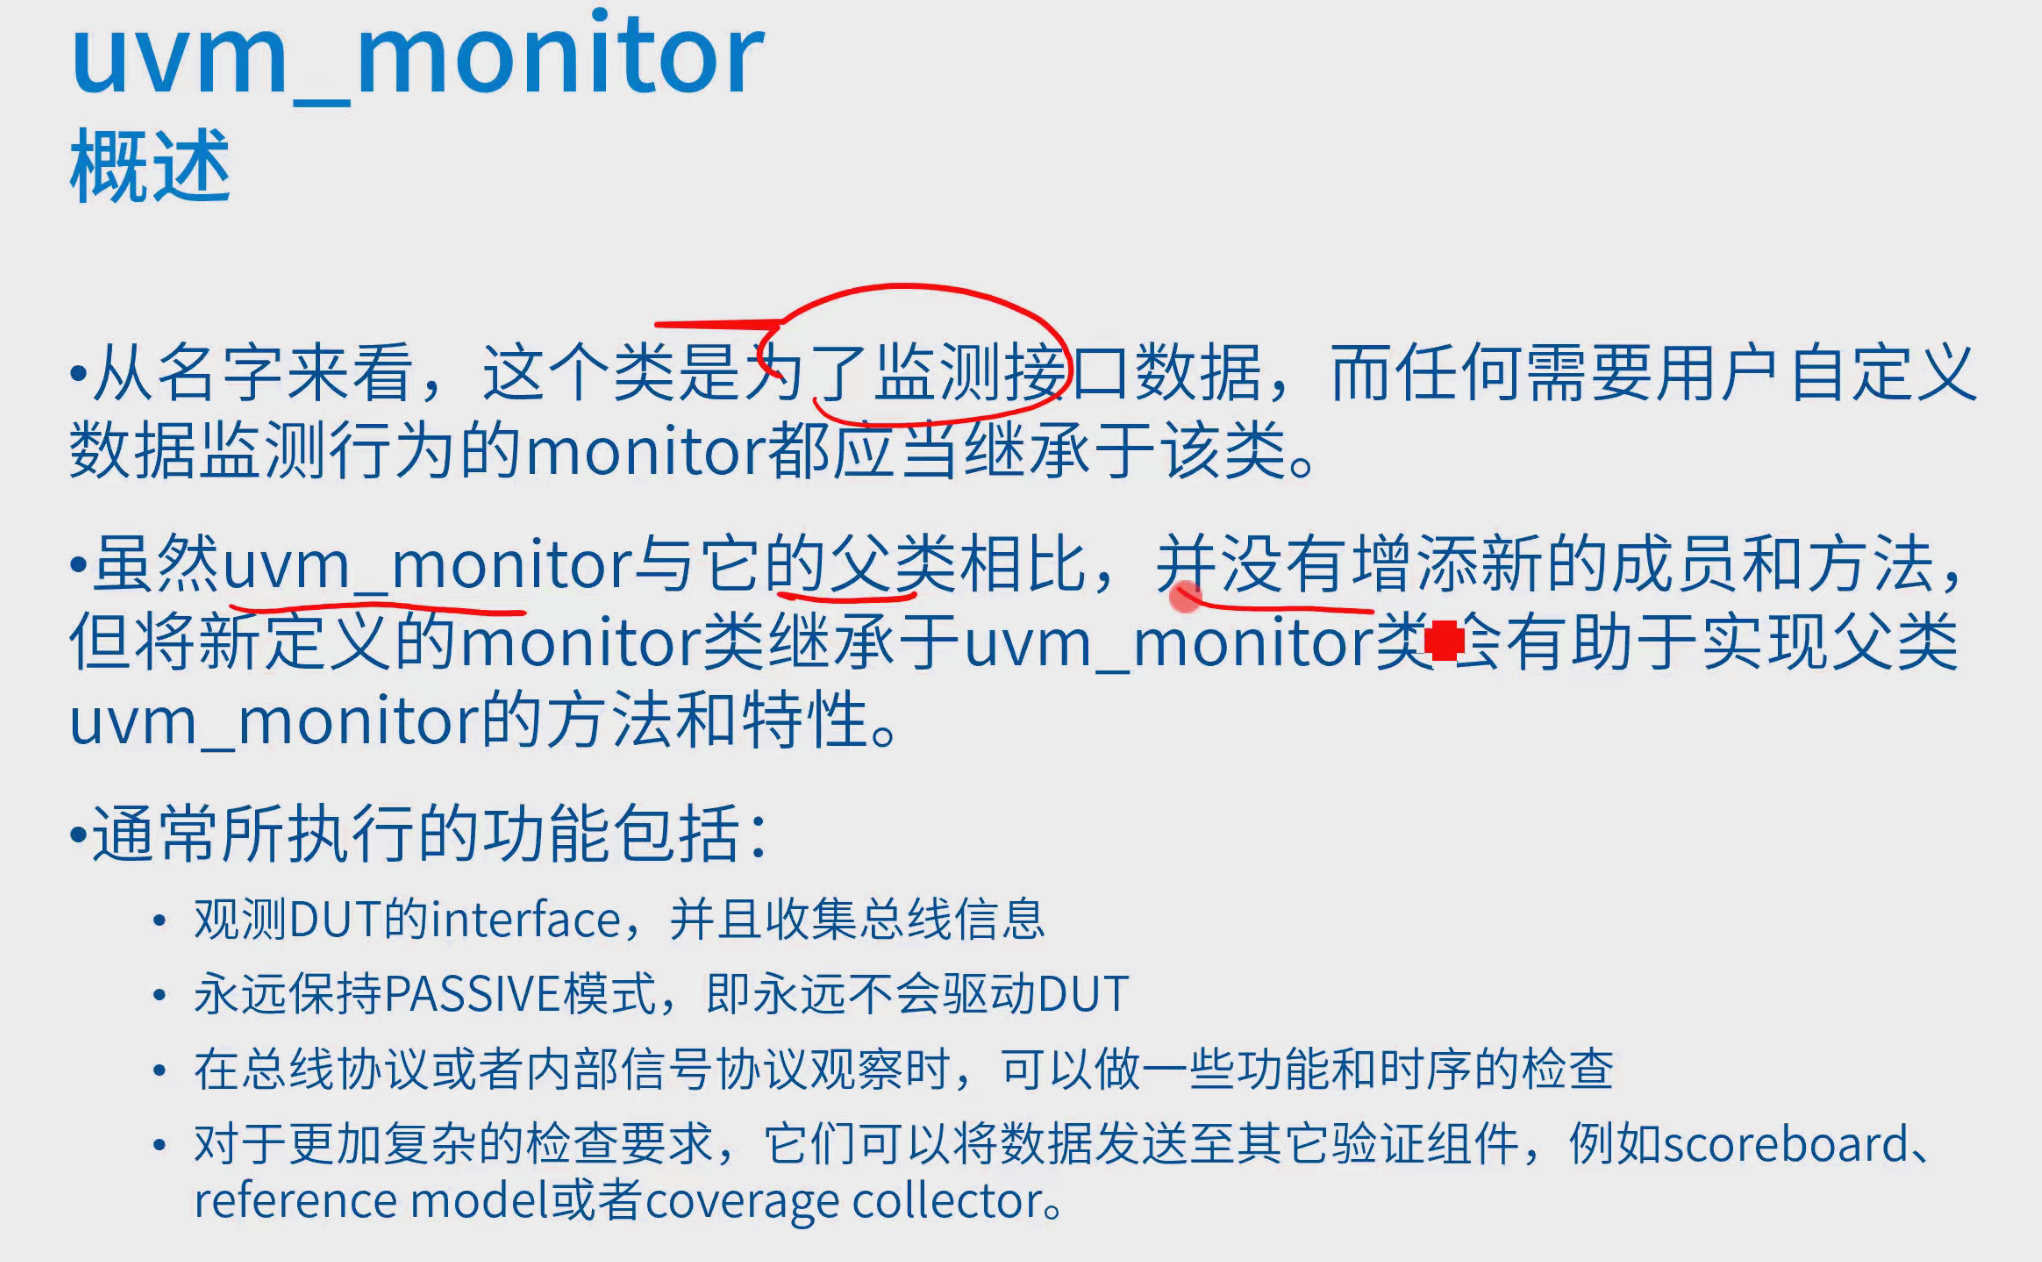 uvm_monitor
概述
•从名字来看，这个类是为了监测接口数据，而任何需要用户自定义
数据监测行为的monitor都应当继承于该类。
•虽然uvm_monitor与它的父类相比，并没有增添新的成员和方法，
但将新定义的monitor类继承于uvm_monitor类会有助于实现父类
uvm_monitor的方法和特性。
•通常所执行的功能包括：
• 观测DUT的interface，并且收集总线信息
• 永远保持PASSIVE模式，即永远不会驱动DUT
• 在总线协议或者内部信号协议观察时，可以做一些功能和时序的检查
• 对于更加复杂的检查要求，它们可以将数据发送至其它验证组件，例如scoreboard、
reference model或者coverage collector。